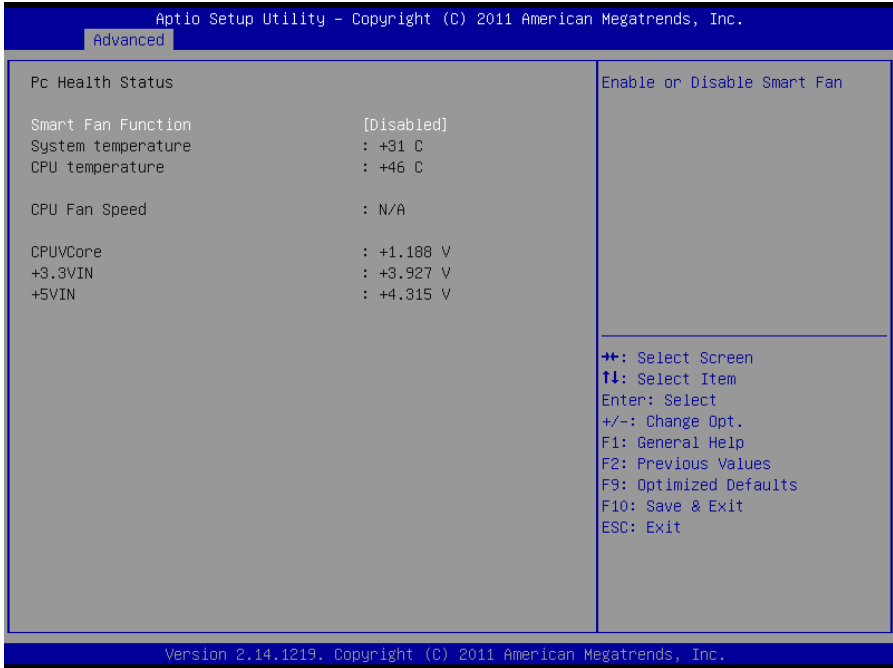 Aptio Setup Utility – Copyright (C) 2011 American Megatrends, Inc.
Advanced
Pc Health Status
Smart Fan Function [Disabled]
System temperature : +31 C
CPU temperature : +46 C
CPU Fan Speed : N/A
CPUVCore : +1.188 V
+3.3VIN : +3.927 V
+5VIN : +4.315 V
Enable or Disable Smart Fan
→←: Select Screen
↑↓: Select Item
Enter: Select
+/-: Change Opt.
F1: General Help
F2: Previous Values
F9: Optimized Defaults
F10: Save & Exit
ESC: Exit
Version 2.14.1219. Copyright (C) 2011 American Megatrends, Inc.